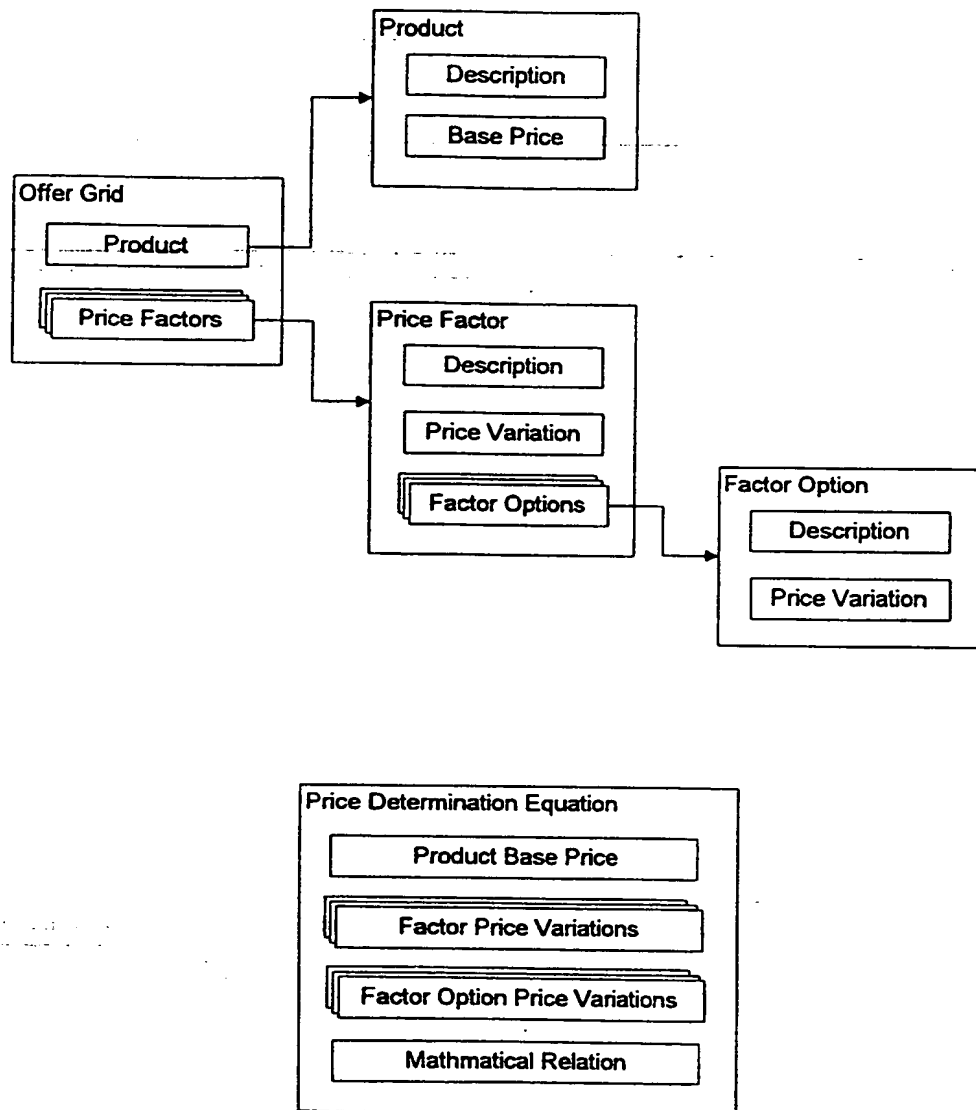 Product
Description
Base Price
Offer Grid
Product
Price Factors
Price Factor
Description
Price Variation
Factor Options
Factor Option
Description
Price Variation
Price Determination Equation
Product Base Price
Factor Price Variations
Factor Option Price Variations
Mathmatical Relation